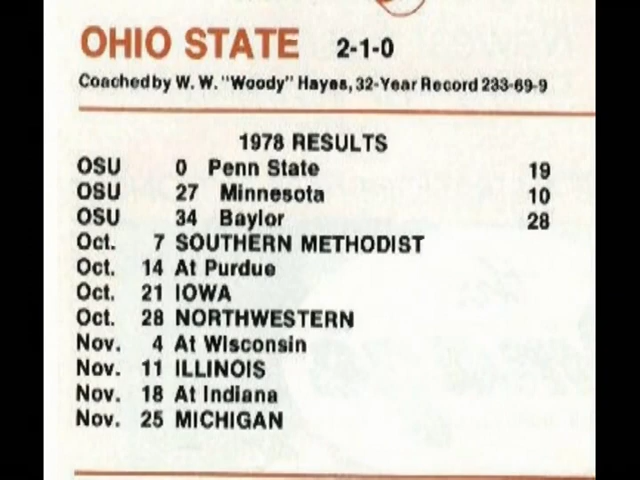 OHIO STATE 2-1-0
Coached by W. W. "Woody" Hayes, 32-Year Record 233-69-9
1978 RESULTS
OSU 0 Penn State 19
OSU 27 Minnesota 10
OSU 34 Baylor 28
Oct. 7 SOUTHERN METHODIST
Oct. 14 At Purdue
Oct. 21 IOWA
Oct. 28 NORTHWESTERN
Nov. 4 At Wisconsin
Nov. 11 ILLINOIS
Nov. 18 At Indiana
Nov. 25 MICHIGAN